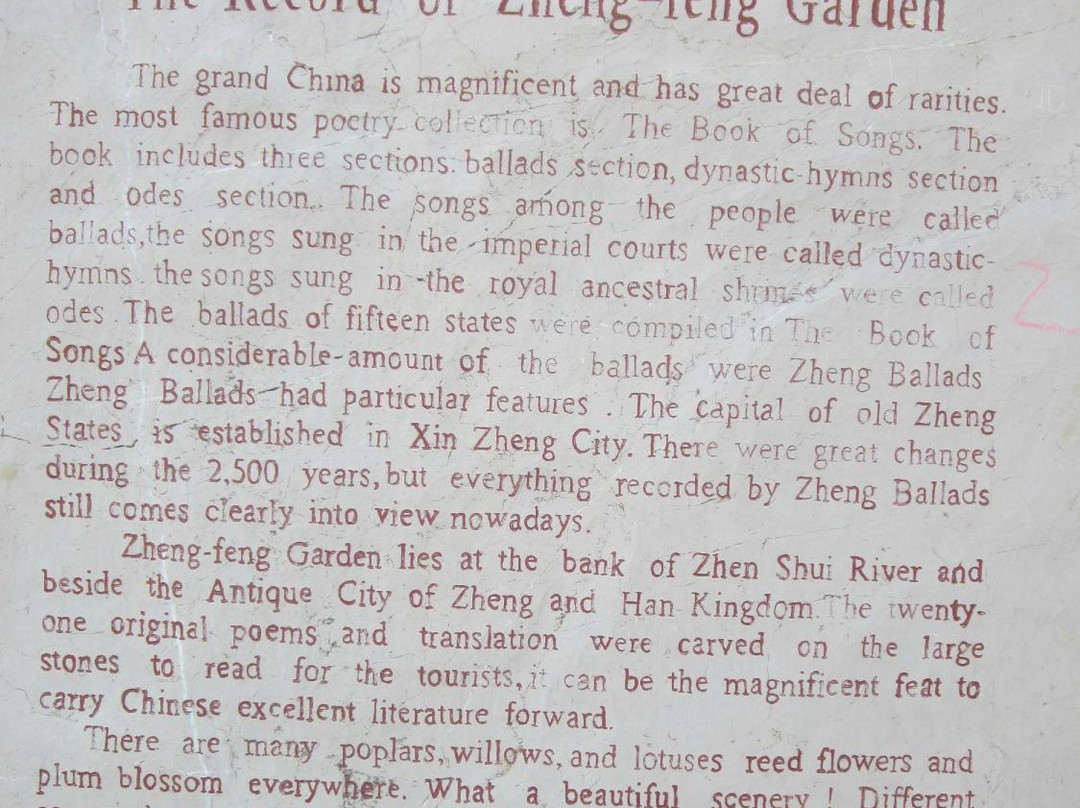 The Record of Zheng-feng Garden
The grand China is magnificent and has great deal of rarities.
The most famous poetry collection is The Book of Songs. The
book includes three sections. ballads section, dynastic-hymns section
and odes section. The songs among the people were called
ballads,the songs sung in the imperial courts were called dynastic-
hymns the songs sung in the royal ancestral shrines were called
odes The ballads of fifteen states were compiled in The Book of
Songs A considerable amount of the ballads were Zheng Ballads
Zheng Ballads had particular features . The capital of old Zheng
States is established in Xin Zheng City. There were great changes
during the 2,500 years, but everything recorded by Zheng Ballads
still comes clearly into view nowadays.
Zheng-feng Garden lies at the bank of Zhen Shui River and
beside the Antique City of Zheng and Han Kingdom. The twenty-
one original poems and translation were carved on the large
stones to read for the tourists, it can be the magnificent feat to
carry Chinese excellent literature forward.
There are many poplars, willows, and lotuses reed flowers and
plum blossom everywhere. What a beautiful scenery ! Different